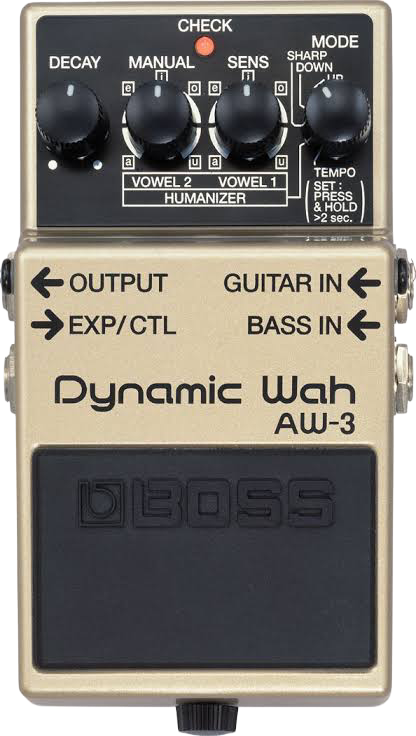 CHECK
DECAY MANUAL SENS MODE
SHARP
DOWN
UP
e i o e i o
a u a u
VOWEL 2 VOWEL 1
HUMANIZER
TEMPO
SET :
PRESS
& HOLD
>2 sec.
← OUTPUT GUITAR IN ←
→ EXP/CTL BASS IN ←
Dynamic Wah
AW-3
BOSS